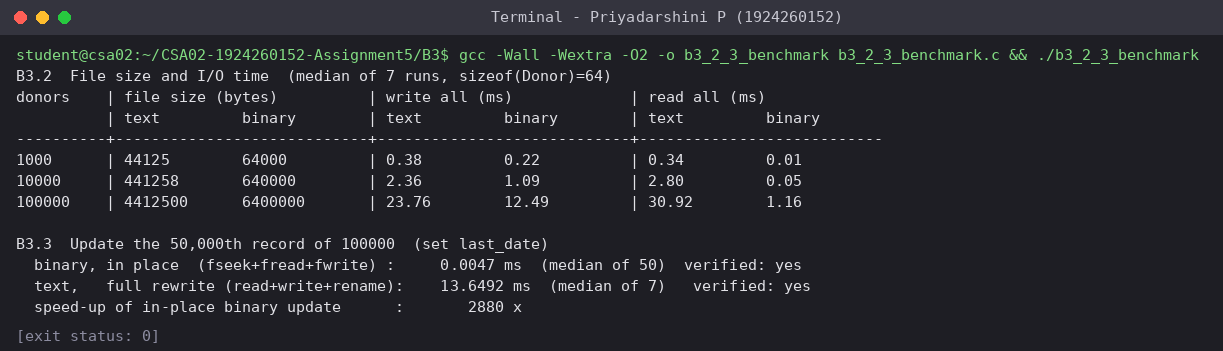 Terminal - Priyadarshini P (1924260152)
student@csa02:~/CSA02-1924260152-Assignment5/B3$ gcc -Wall -Wextra -O2 -o b3_2_3_benchmark b3_2_3_benchmark.c && ./b3_2_3_benchmark
B3.2  File size and I/O time  (median of 7 runs, sizeof(Donor)=64)
donors    | file size (bytes)          | write all (ms)             | read all (ms)
          | text         binary        | text         binary        | text         binary
----------+----------------------------+----------------------------+---------------------------
1000      | 44125        64000         | 0.38         0.22          | 0.34         0.01
10000     | 441258       640000        | 2.36         1.09          | 2.80         0.05
100000    | 4412500      6400000       | 23.76        12.49         | 30.92        1.16
B3.3  Update the 50,000th record of 100000  (set last_date)
  binary, in place  (fseek+fread+fwrite) :     0.0047 ms  (median of 50)  verified: yes
  text,   full rewrite (read+write+rename):    13.6492 ms  (median of 7)   verified: yes
  speed-up of in-place binary update      :       2880 x
[exit status: 0]